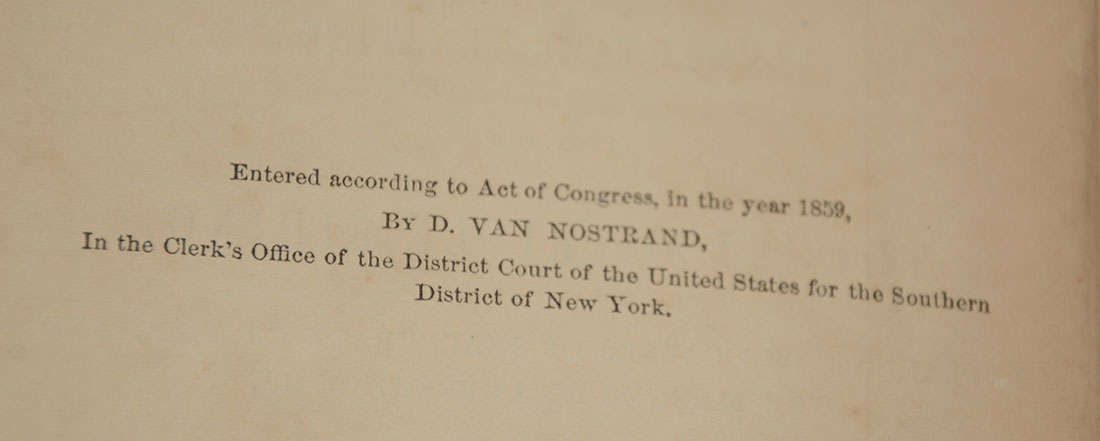 Entered according to Act of Congress, in the year 1859,
By D. VAN NOSTRAND,
In the Clerk's Office of the District Court of the United States for the Southern
District of New York.